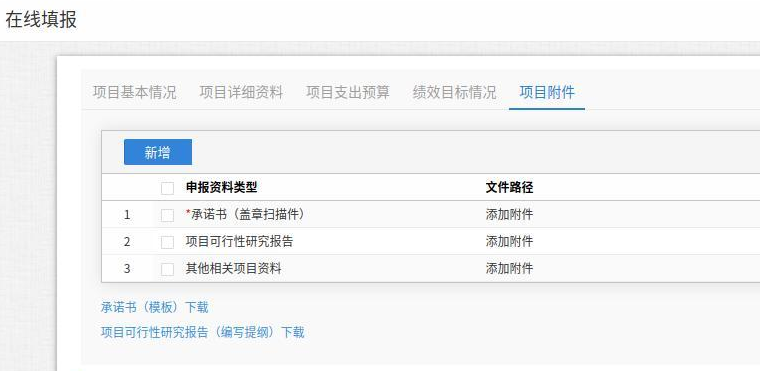 在线填报
项目基本情况 项目详细资料 项目支出预算 绩效目标情况 项目附件
新增
申报资料类型 文件路径
1 *承诺书（盖章扫描件） 添加附件
2 项目可行性研究报告 添加附件
3 其他相关项目资料 添加附件
承诺书（模板）下载
项目可行性研究报告（编写提纲）下载